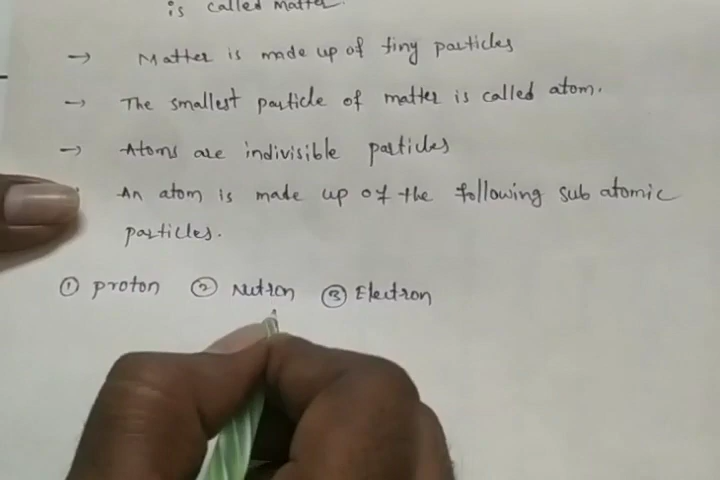 is called matter.
→ Matter is made up of tiny particles
→ The smallest particle of matter is called atom.
→ Atoms are indivisible particles
An atom is made up of the following sub atomic
particles.
① proton ② Nutron ③ Electron